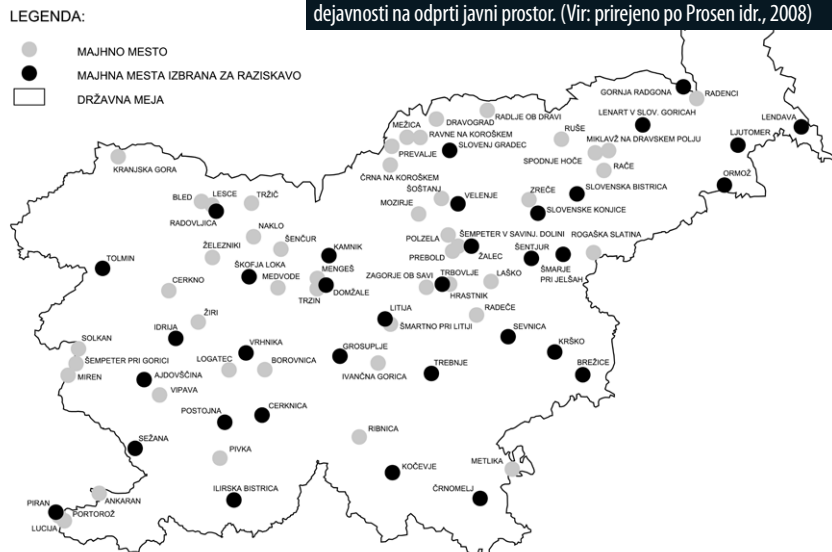 dejavnosti na odprti javni prostor. (Vir: prirejeno po Prosen idr., 2008)
LEGENDA:
MAJHNO MESTO
MAJHNA MESTA IZBRANA ZA RAZISKAVO
DRŽAVNA MEJA
GORNJA RADGONA
RADENCI
RADLJE OB DRAVI
DRAVOGRAD
LENART V SLOV. GORICAH
LENDAVA
MEŽICA
RAVNE NA KOROŠKEM
RUŠE
MIKLAVŽ NA DRAVSKEM POLJU
LJUTOMER
SLOVENJ GRADEC
PREVALJE
SPODNJE HOČE
KRANJSKA GORA
RAČE
ČRNA NA KOROŠKEM
ORMOŽ
ŠOŠTANJ
ZREČE
SLOVENSKA BISTRICA
BLED
LESCE
TRŽIČ
MOZIRJE
VELENJE
SLOVENSKE KONJICE
RADOVLJICA
NAKLO
POLZELA
ŠEMPETER V SAVINJ. DOLINI
ROGAŠKA SLATINA
ŽELEZNIKI
ŠENČUR
KAMNIK
PREBOLD
ŽALEC
ŠENTJUR
TOLMIN
ŠKOFJA LOKA
MENGEŠ
ZAGORJE OB SAVI
TRBOVLJE
LAŠKO
ŠMARJE
PRI JELŠAH
CERKNO
MEDVODE
DOMŽALE
TRZIN
HRASTNIK
LITIJA
RADEČE
ŽIRI
ŠMARTNO PRI LITIJI
IDRIJA
SEVNICA
SOLKAN
VRHNIKA
GROSUPLJE
KRŠKO
ŠEMPETER PRI GORICI
LOGATEC
BOROVNICA
TREBNJE
BREŽICE
MIREN
AJDOVŠČINA
IVANČNA GORICA
VIPAVA
POSTOJNA
CERKNICA
RIBNICA
SEŽANA
PIVKA
METLIKA
KOČEVJE
ILIRSKA BISTRICA
ČRNOMELJ
PIRAN
ANKARAN
PORTOROŽ
LUCIJA